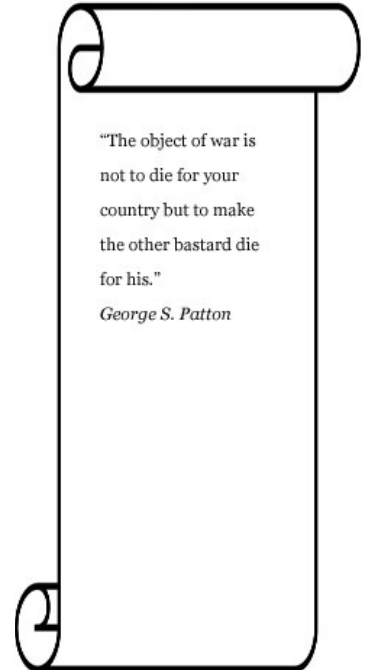 “The object of war is
not to die for your
country but to make
the other bastard die
for his.”
George S. Patton